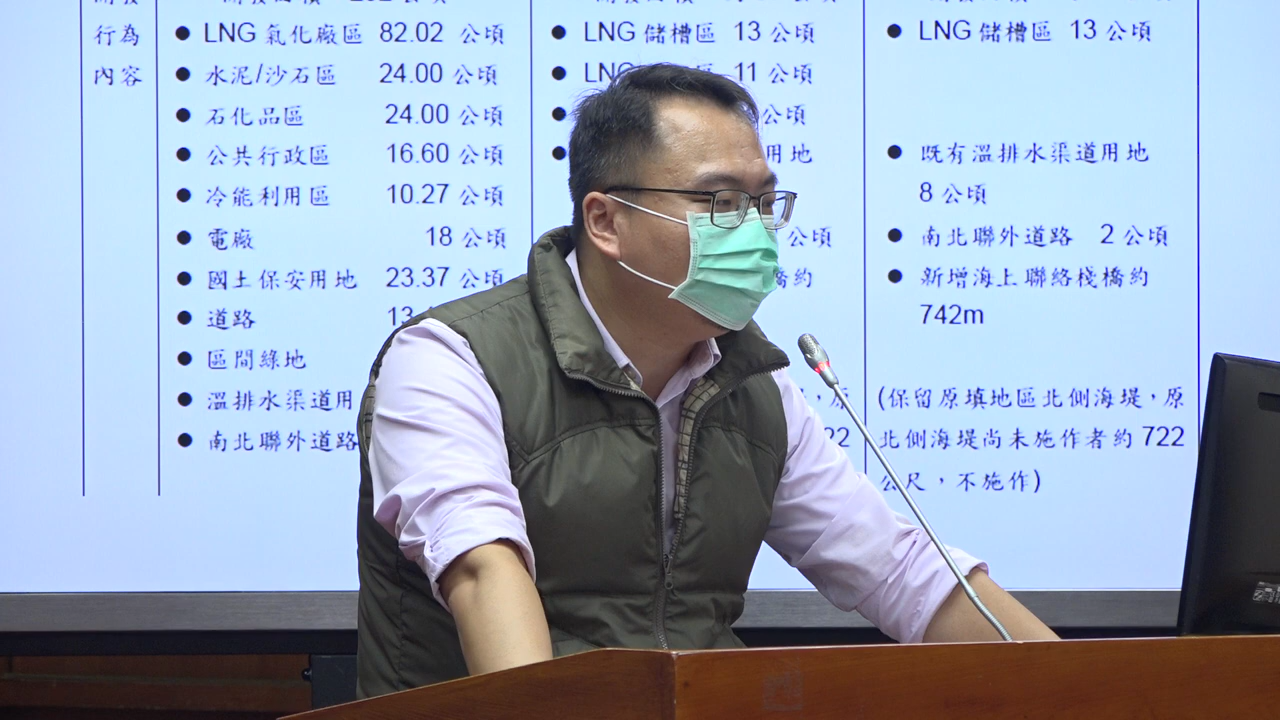 行為
內容
● LNG 氣化廠區 82.02 公頃
● 水泥/沙石區 24.00 公頃
● 石化品區 24.00 公頃
● 公共行政區 16.60 公頃
● 冷能利用區 10.27 公頃
● 電廠 18 公頃
● 國土保安用地 23.37 公頃
● 道路
● 區間綠地
● 溫排水渠道用
● 南北聯外道路
● LNG 儲槽區 13 公頃
● 11 公頃
公頃
用地
公頃
橋約
● LNG 儲槽區 13 公頃
● 既有溫排水渠道用地
8 公頃
● 南北聯外道路 2 公頃
● 新增海上聯絡棧橋約
742m
(保留原填地區北側海堤，原
北側海堤尚未施作者約 722
公尺，不施作)